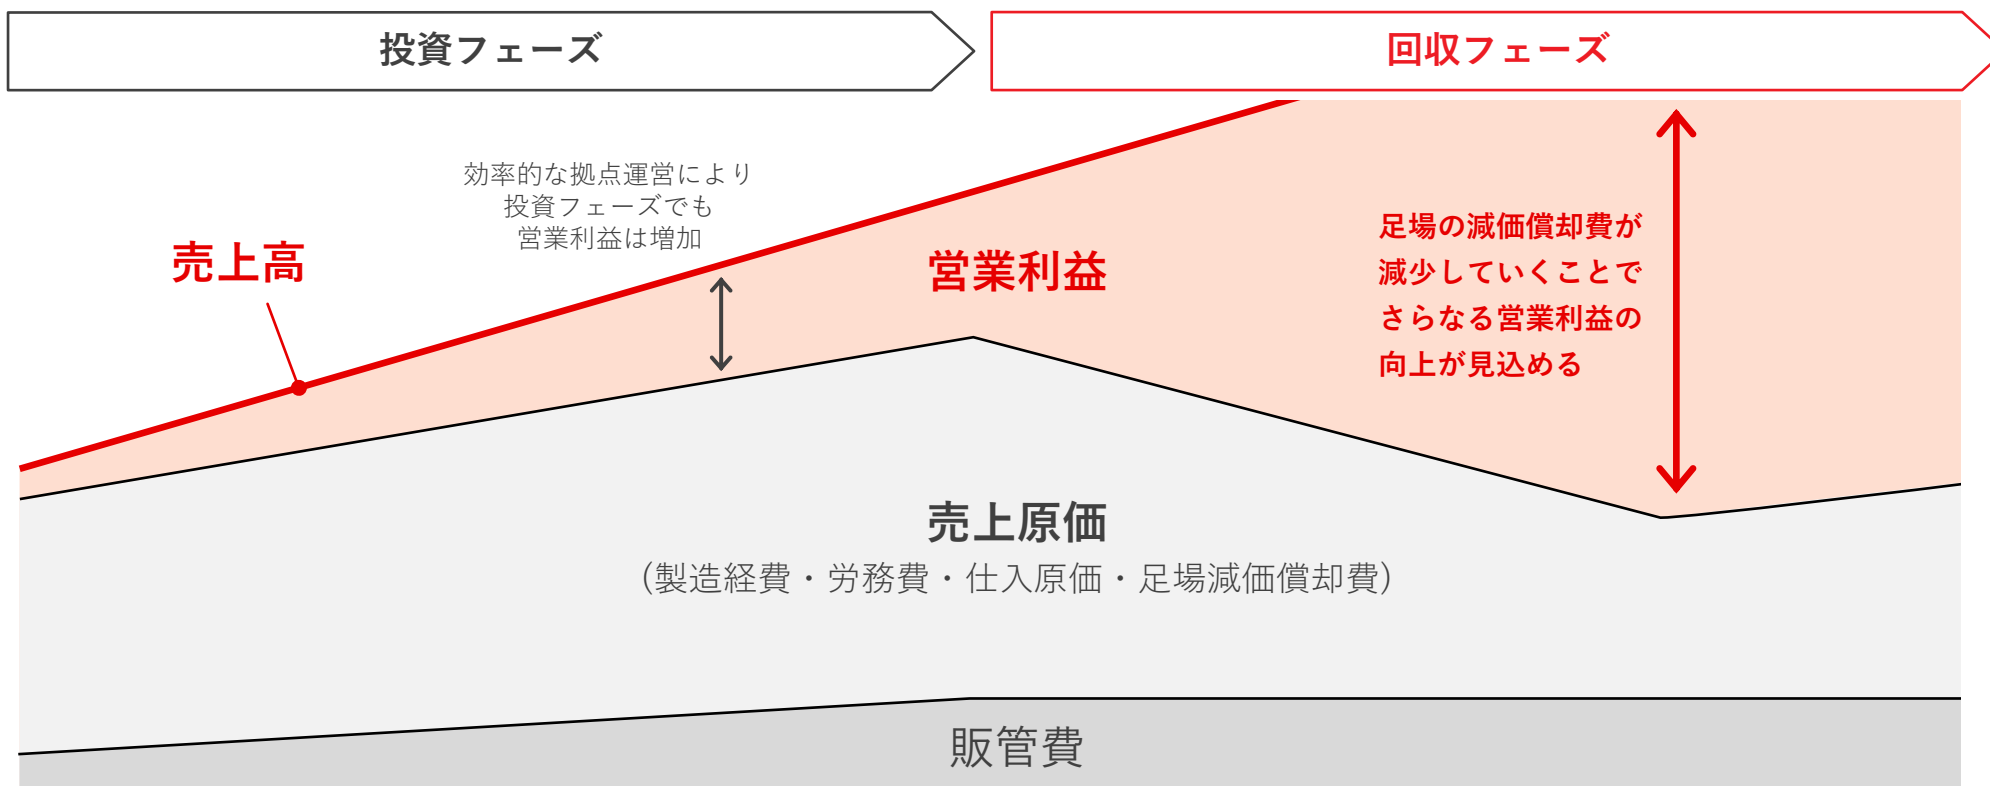 投資フェーズ
回収フェーズ
効率的な拠点運営により
投資フェーズでも
営業利益は増加
売上高
営業利益
足場の減価償却費が
減少していくことで
さらなる営業利益の
向上が見込める
売上原価
(製造経費・労務費・仕入原価・足場減価償却費)
販管費